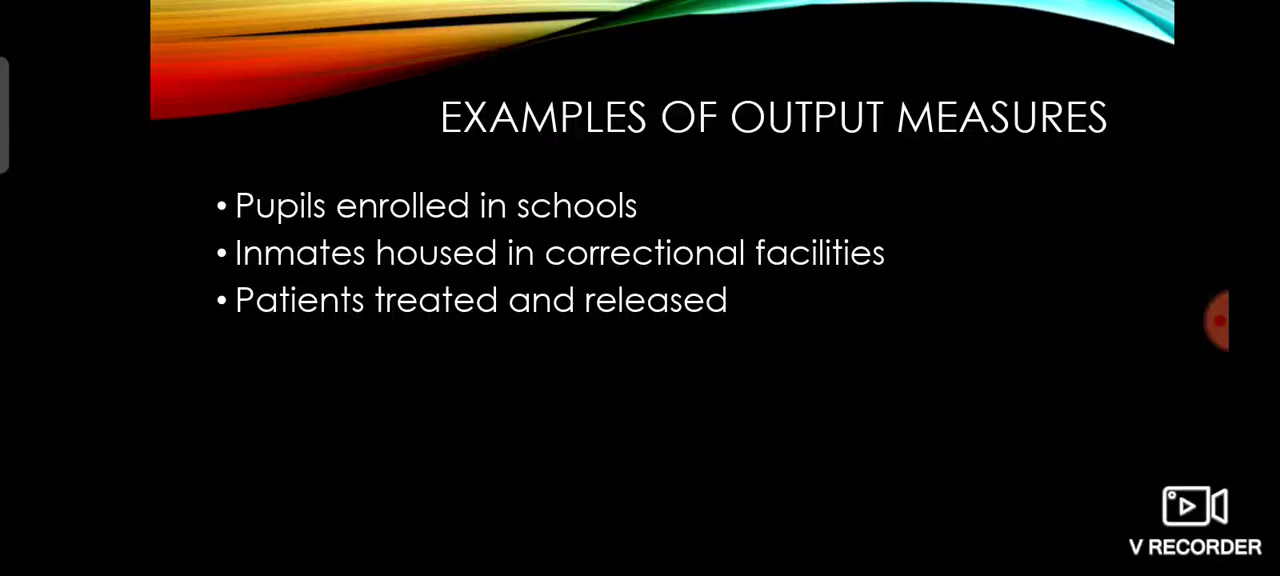 EXAMPLES OF OUTPUT MEASURES
• Pupils enrolled in schools
• Inmates housed in correctional facilities
• Patients treated and released
V RECORDER